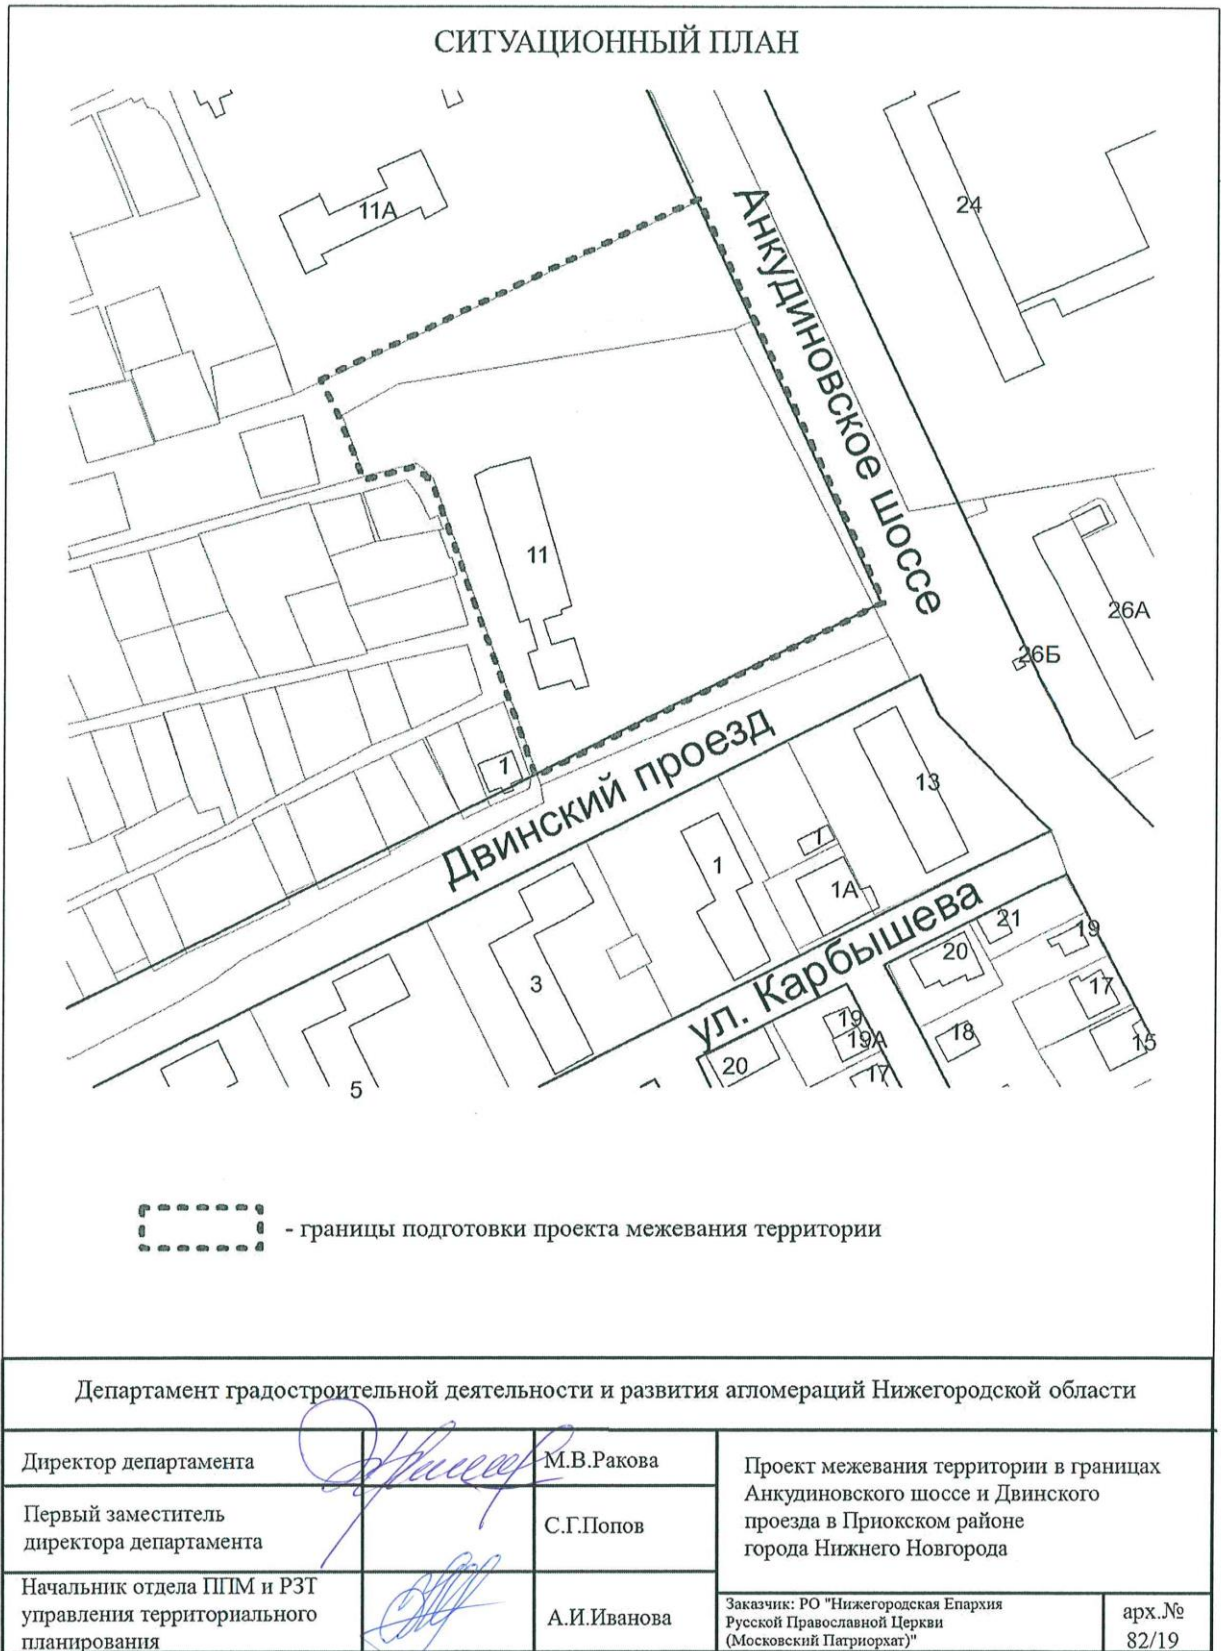 СИТУАЦИОННЫЙ ПЛАН
11А
24
Анкудиновское шоссе
11
26А
26Б
1
Двинский проезд
13
1
1
1А
3
ул. Карбышева
21
19
20
17
19
19А
18
15
20
17
5
- границы подготовки проекта межевания территории
Департамент градостроительной деятельности и развития агломераций Нижегородской области
Директор департамента
М.В.Ракова
Первый заместитель
директора департамента
С.Г.Попов
Начальник отдела ППМ и РЗТ
управления территориального
планирования
А.И.Иванова
Проект межевания территории в границах
Анкудиновского шоссе и Двинского
проезда в Приокском районе
города Нижнего Новгорода
Заказчик: РО "Нижегородская Епархия
Русской Православной Церкви
(Московский Патриорхат)"
арх.№
82/19